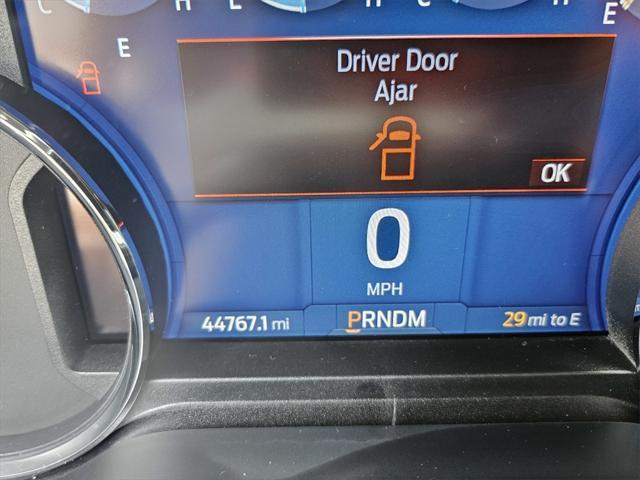 C H E H C H E
E
Driver Door
Ajar
OK
0
MPH
44767.1 mi PRNDM 29 mi to E